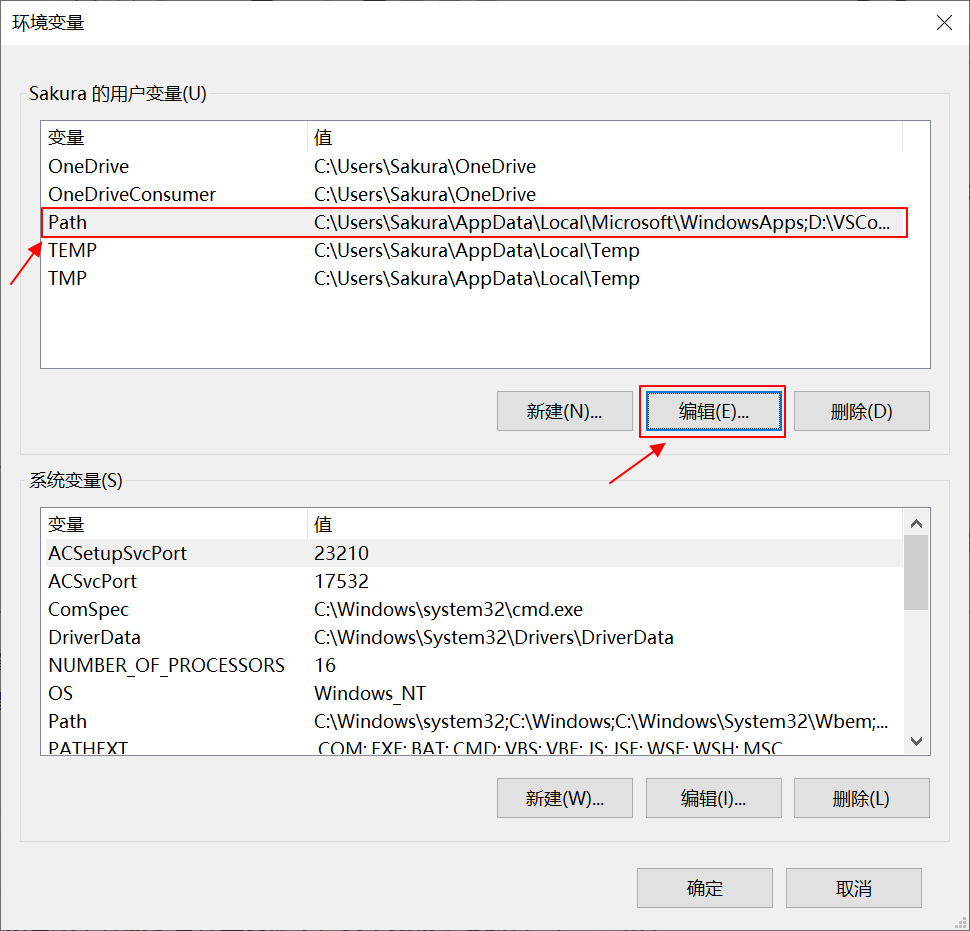 环境变量
Sakura 的用户变量(U)
变量 值
OneDrive C:\Users\Sakura\OneDrive
OneDriveConsumer C:\Users\Sakura\OneDrive
Path C:\Users\Sakura\AppData\Local\Microsoft\WindowsApps;D:\VSCo...
TEMP C:\Users\Sakura\AppData\Local\Temp
TMP C:\Users\Sakura\AppData\Local\Temp
新建(N)... 编辑(E)... 删除(D)
系统变量(S)
变量 值
ACSetupSvcPort 23210
ACSvcPort 17532
ComSpec C:\Windows\system32\cmd.exe
DriverData C:\Windows\System32\Drivers\DriverData
NUMBER_OF_PROCESSORS 16
OS Windows_NT
Path C:\Windows\system32;C:\Windows;C:\Windows\System32\Wbem;...
PATHEXT .COM;.EXE;.BAT;.CMD;.VBS;.VBE;.JS;.JSE;.WSF;.WSH;.MSC
新建(W)... 编辑(I)... 删除(L)
确定 取消